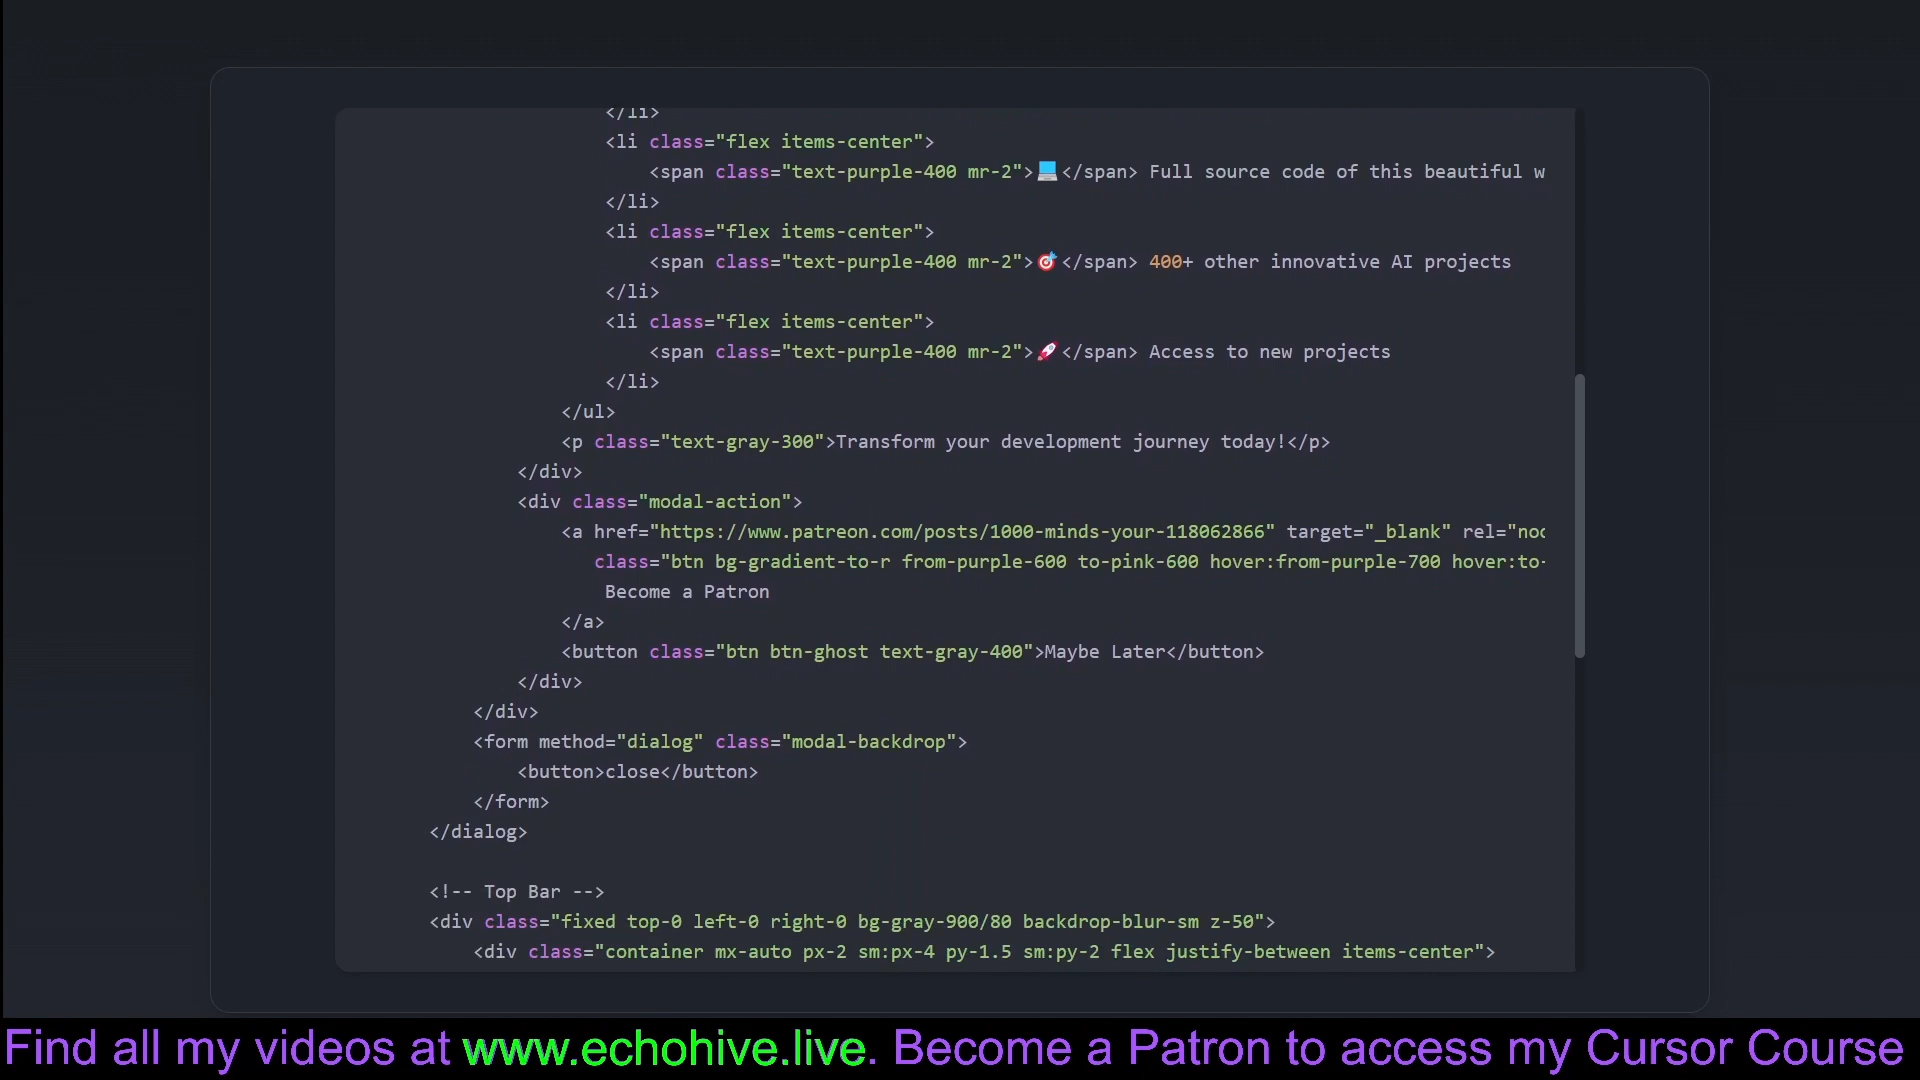 </li>
<li class="flex items-center">
<span class="text-purple-400 mr-2">💻</span> Full source code of this beautiful w
</li>
<li class="flex items-center">
<span class="text-purple-400 mr-2">🎯</span> 400+ other innovative AI projects
</li>
<li class="flex items-center">
<span class="text-purple-400 mr-2">🚀</span> Access to new projects
</li>
</ul>
<p class="text-gray-300">Transform your development journey today!</p>
</div>
<div class="modal-action">
<a href="https://www.patreon.com/posts/1000-minds-your-118062866" target="_blank" rel="noo
class="btn bg-gradient-to-r from-purple-600 to-pink-600 hover:from-purple-700 hover:to-
Become a Patron
</a>
<button class="btn btn-ghost text-gray-400">Maybe Later</button>
</div>
</div>
<form method="dialog" class="modal-backdrop">
<button>close</button>
</form>
</dialog>
<!-- Top Bar -->
<div class="fixed top-0 left-0 right-0 bg-gray-900/80 backdrop-blur-sm z-50">
<div class="container mx-auto px-2 sm:px-4 py-1.5 sm:py-2 flex justify-between items-center">
Find all my videos at www.echohive.live. Become a Patron to access my Cursor Course